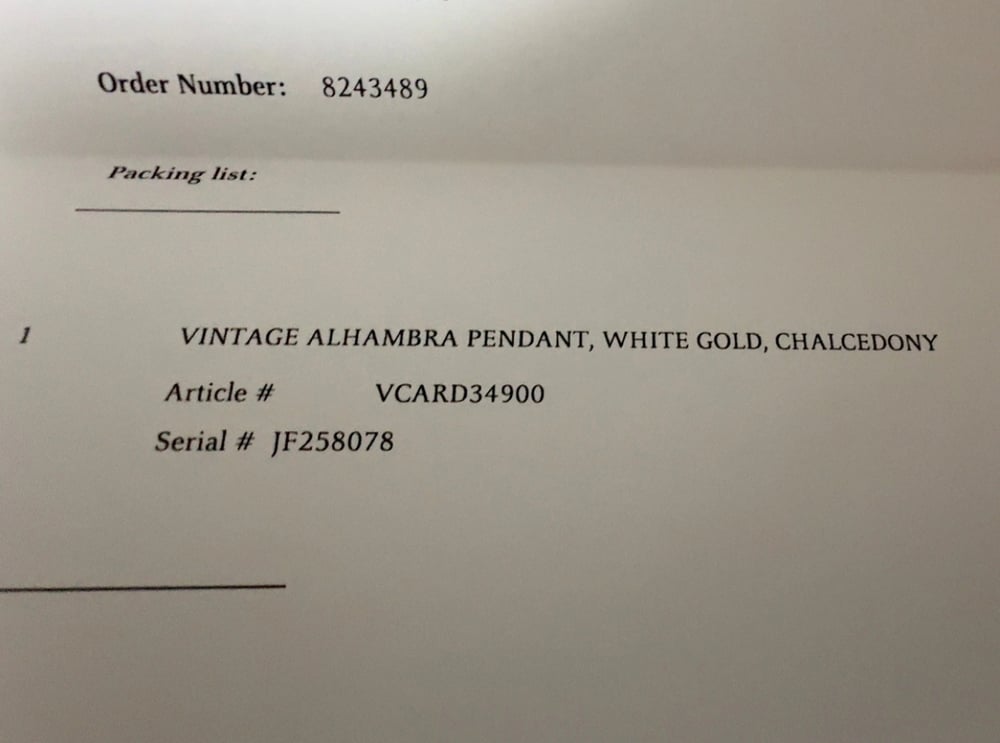 Order Number: 8243489
Packing list:
1 VINTAGE ALHAMBRA PENDANT, WHITE GOLD, CHALCEDONY
Article # VCARD34900
Serial # JF258078